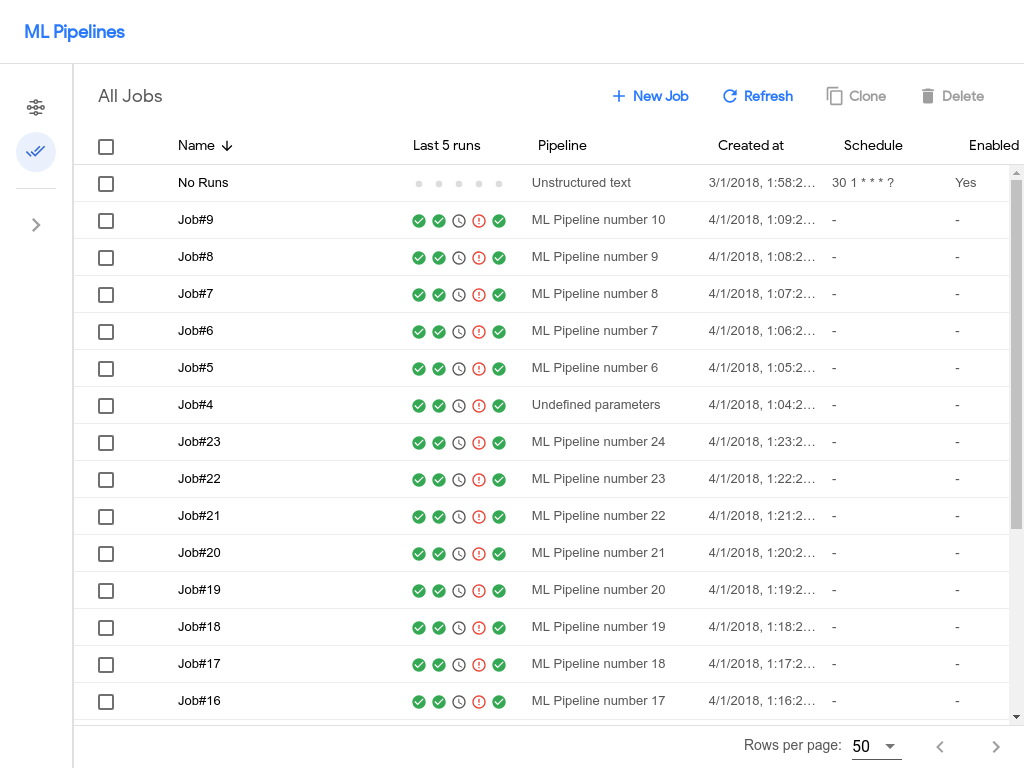 ML Pipelines
All Jobs New Job Refresh Clone Delete
Name Last 5 runs Pipeline Created at Schedule Enabled
No Runs Unstructured text 3/1/2018, 1:58:2... 30 1 * * * ? Yes
Job#9 ML Pipeline number 10 4/1/2018, 1:09:2... - -
Job#8 ML Pipeline number 9 4/1/2018, 1:08:2... - -
Job#7 ML Pipeline number 8 4/1/2018, 1:07:2... - -
Job#6 ML Pipeline number 7 4/1/2018, 1:06:2... - -
Job#5 ML Pipeline number 6 4/1/2018, 1:05:2... - -
Job#4 Undefined parameters 4/1/2018, 1:04:2... - -
Job#23 ML Pipeline number 24 4/1/2018, 1:23:2... - -
Job#22 ML Pipeline number 23 4/1/2018, 1:22:2... - -
Job#21 ML Pipeline number 22 4/1/2018, 1:21:2... - -
Job#20 ML Pipeline number 21 4/1/2018, 1:20:2... - -
Job#19 ML Pipeline number 20 4/1/2018, 1:19:2... - -
Job#18 ML Pipeline number 19 4/1/2018, 1:18:2... - -
Job#17 ML Pipeline number 18 4/1/2018, 1:17:2... - -
Job#16 ML Pipeline number 17 4/1/2018, 1:16:2... - -
Rows per page: 50